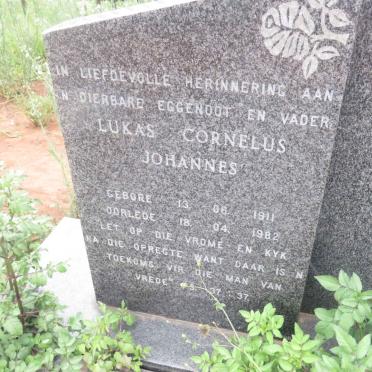 IN LIEFDEVOLLE HERINNERING AAN
'N DIERBARE EGGENOOT EN VADER
LUKAS CORNELUS
JOHANNES
GEBORE 13. 06. 1911
OORLEDE 18. 04. 1982
LET OP DIE VROME EN KYK
NA DIE OPREGTE WANT DAAR IS 'N
TOEKOMS VIR DIE MAN VAN
VREDE 37. 37.